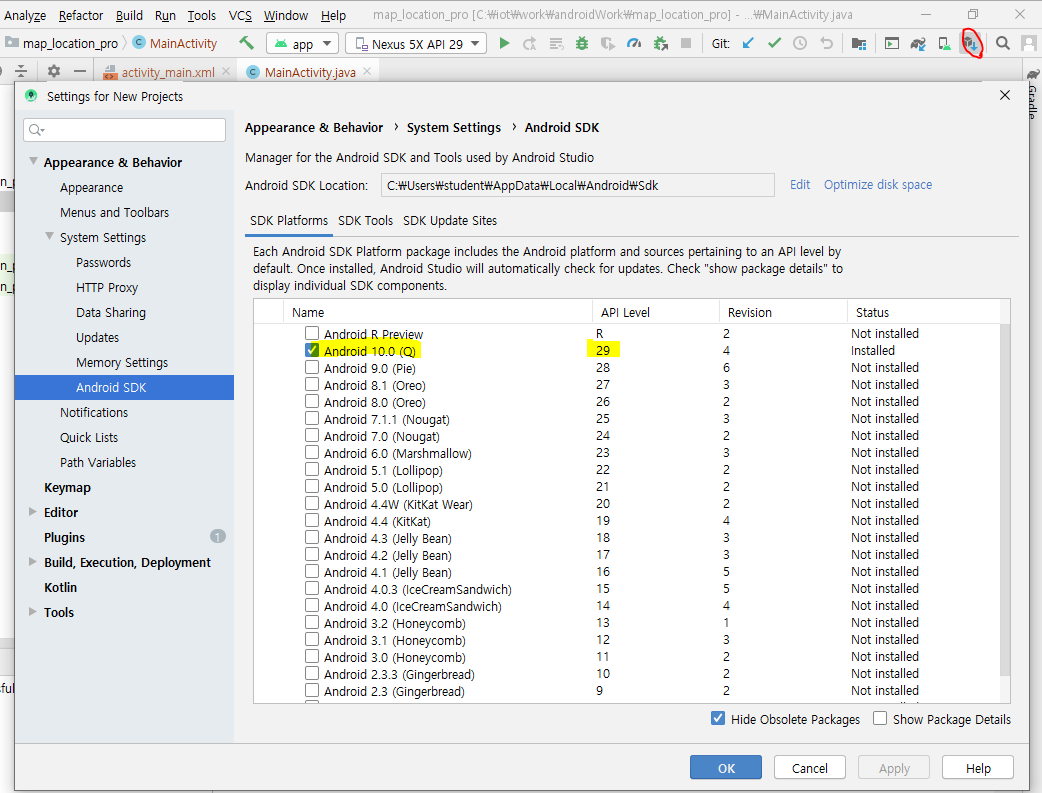 Analyze Refactor Build Run Tools VCS Window Help map_location_pro [C:₩iot₩work₩androidWork₩map_location_pro] - ...₩MainActivity.java
map_location_pro MainActivity app Nexus 5X API 29 Git:
activity_main.xml MainActivity.java
Gradle
Settings for New Projects
Appearance & Behavior
Appearance
Menus and Toolbars
System Settings
Passwords
HTTP Proxy
Data Sharing
Updates
Memory Settings
Android SDK
Notifications
Quick Lists
Path Variables
Keymap
Editor
Plugins 1
Build, Execution, Deployment
Kotlin
Tools
Appearance & Behavior › System Settings › Android SDK
Manager for the Android SDK and Tools used by Android Studio
Android SDK Location: C:₩Users₩student₩AppData₩Local₩Android₩Sdk Edit Optimize disk space
SDK Platforms SDK Tools SDK Update Sites
Each Android SDK Platform package includes the Android platform and sources pertaining to an API level by
default. Once installed, Android Studio will automatically check for updates. Check "show package details" to
display individual SDK components.
Name API Level Revision Status
Android R Preview R 2 Not installed
Android 10.0 (Q) 29 4 Installed
Android 9.0 (Pie) 28 6 Not installed
Android 8.1 (Oreo) 27 3 Not installed
Android 8.0 (Oreo) 26 2 Not installed
Android 7.1.1 (Nougat) 25 3 Not installed
Android 7.0 (Nougat) 24 2 Not installed
Android 6.0 (Marshmallow) 23 3 Not installed
Android 5.1 (Lollipop) 22 2 Not installed
Android 5.0 (Lollipop) 21 2 Not installed
Android 4.4W (KitKat Wear) 20 2 Not installed
Android 4.4 (KitKat) 19 4 Not installed
Android 4.3 (Jelly Bean) 18 3 Not installed
Android 4.2 (Jelly Bean) 17 3 Not installed
Android 4.1 (Jelly Bean) 16 5 Not installed
Android 4.0.3 (IceCreamSandwich) 15 5 Not installed
Android 4.0 (IceCreamSandwich) 14 4 Not installed
Android 3.2 (Honeycomb) 13 1 Not installed
Android 3.1 (Honeycomb) 12 3 Not installed
Android 3.0 (Honeycomb) 11 2 Not installed
Android 2.3.3 (Gingerbread) 10 2 Not installed
Android 2.3 (Gingerbread) 9 2 Not installed
Hide Obsolete Packages Show Package Details
OK Cancel Apply Help